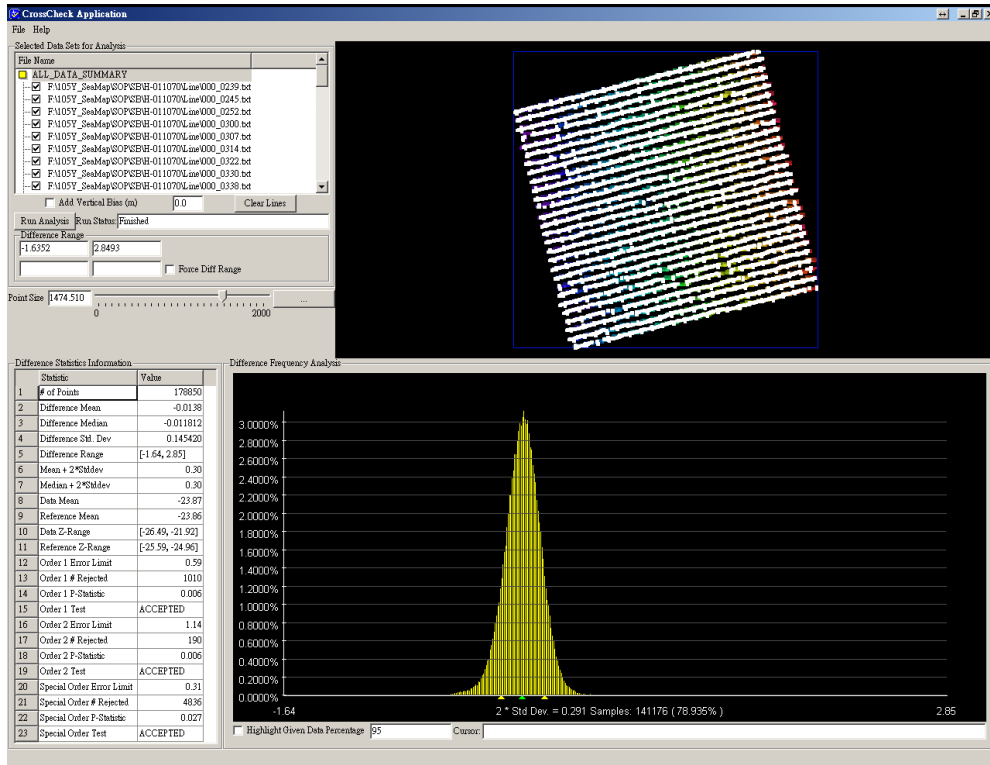 CrossCheck Application
File Help
Selected Data Sets for Analysis
File Name
ALL_DATA_SUMMARY
F:\105Y_SeaMap\SOP\SB\H-011070\Line\000_0239.txt
F:\105Y_SeaMap\SOP\SB\H-011070\Line\000_0245.txt
F:\105Y_SeaMap\SOP\SB\H-011070\Line\000_0252.txt
F:\105Y_SeaMap\SOP\SB\H-011070\Line\000_0300.txt
F:\105Y_SeaMap\SOP\SB\H-011070\Line\000_0307.txt
F:\105Y_SeaMap\SOP\SB\H-011070\Line\000_0314.txt
F:\105Y_SeaMap\SOP\SB\H-011070\Line\000_0322.txt
F:\105Y_SeaMap\SOP\SB\H-011070\Line\000_0330.txt
F:\105Y_SeaMap\SOP\SB\H-011070\Line\000_0338.txt
Add Vertical Bias (m) 0.0 Clear Lines
Run Analysis Run Status: Finished
Difference Range
-1.6352 2.8493
Force Diff Range
Point Size 1474.510 ...
0 2000
Difference Statistics Information
Statistic Value
1 # of Points 178850
2 Difference Mean -0.0138
3 Difference Median -0.011812
4 Difference Std. Dev 0.145420
5 Difference Range [-1.64, 2.85]
6 Mean + 2*Stddev 0.30
7 Median + 2*Stddev 0.30
8 Data Mean -23.87
9 Reference Mean -23.86
10 Data Z-Range [-26.49, -21.92]
11 Reference Z-Range [-25.59, -24.96]
12 Order 1 Error Limit 0.59
13 Order 1 # Rejected 1010
14 Order 1 P-Statistic 0.006
15 Order 1 Test ACCEPTED
16 Order 2 Error Limit 1.14
17 Order 2 # Rejected 190
18 Order 2 P-Statistic 0.006
19 Order 2 Test ACCEPTED
20 Special Order Error Limit 0.31
21 Special Order # Rejected 4836
22 Special Order P-Statistic 0.027
23 Special Order Test ACCEPTED
Difference Frequency Analysis
3.0000%
2.8000%
2.6000%
2.4000%
2.2000%
2.0000%
1.8000%
1.6000%
1.4000%
1.2000%
1.0000%
0.8000%
0.6000%
0.4000%
0.2000%
0.0000%
-1.64 2 * Std Dev. = 0.291 Samples: 141176 ( 78.935% ) 2.85
Highlight Given Data Percentage 95 Cursor: